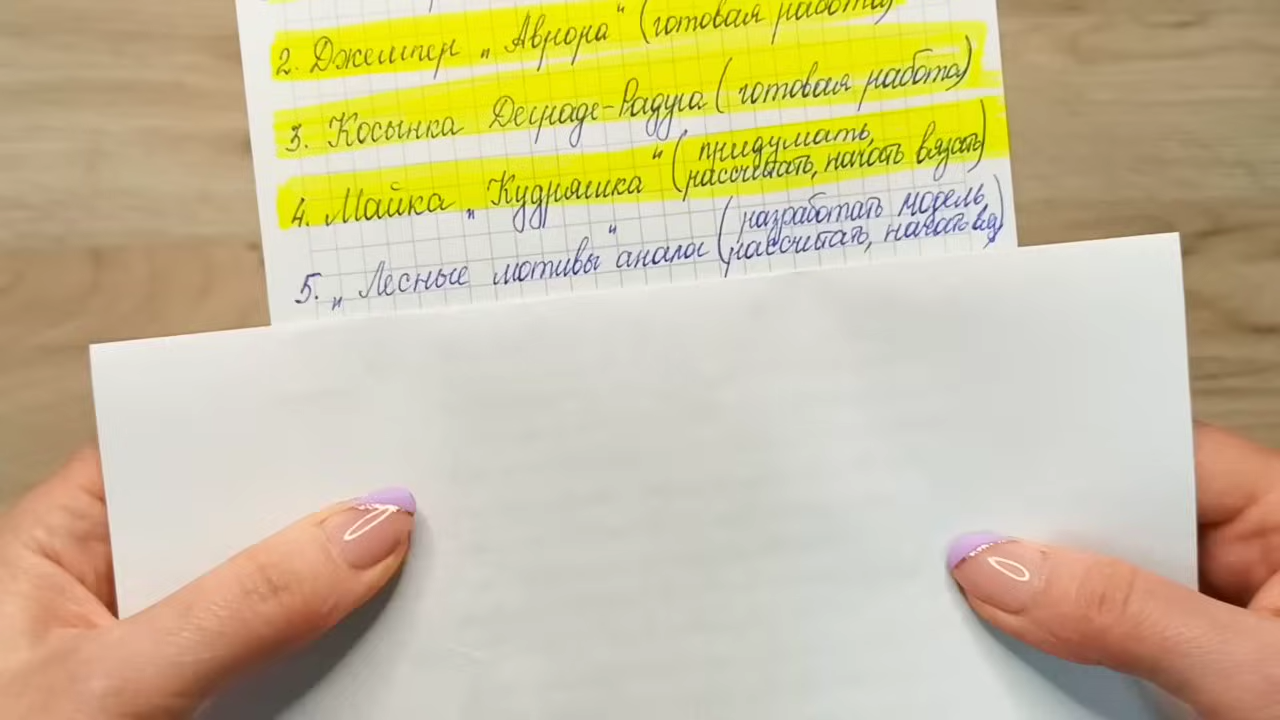 2. Джемпер „Аврора“ (готовая работа)
3. Косынка Деграде-Радуга (готовая работа)
4. Майка „Кудряшка“ (придумать, рассчитать, начать вязать)
5. „Лесные мотивы“ аналог (разработать модель, рассчитать, начать вяз)